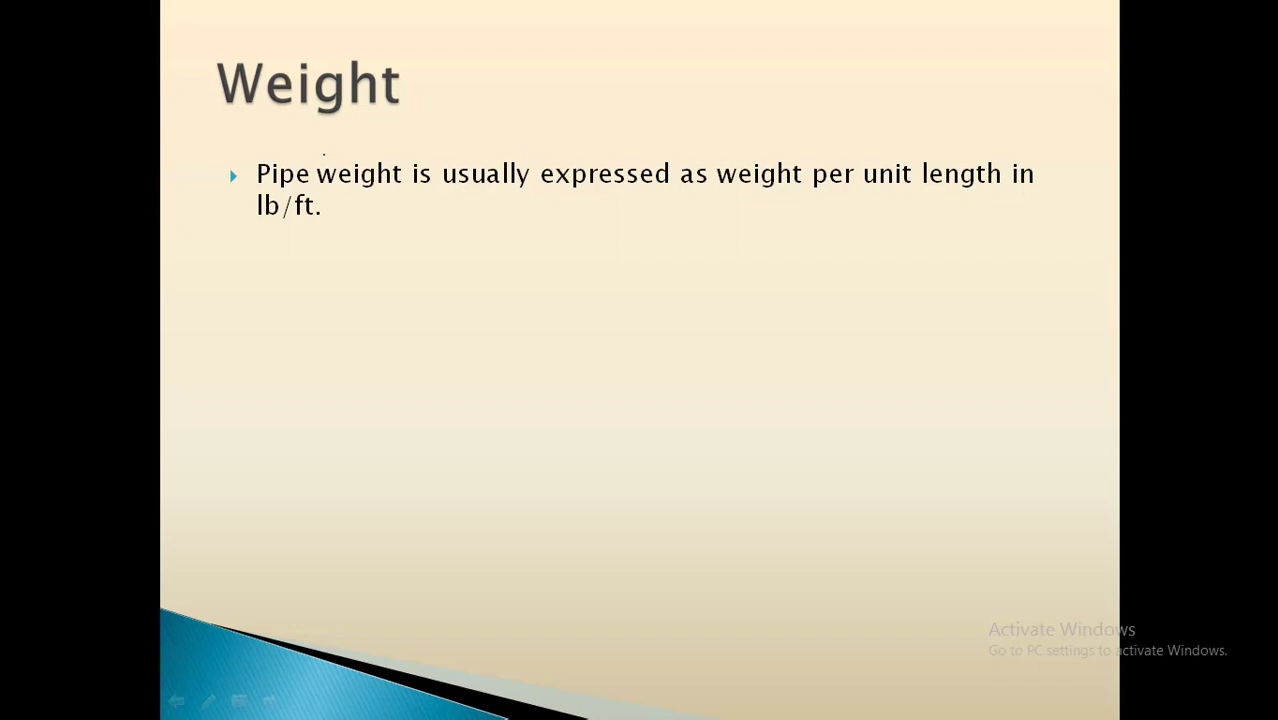 Weight
Pipe weight is usually expressed as weight per unit length in
lb/ft.
Activate Windows
Go to PC settings to activate Windows.